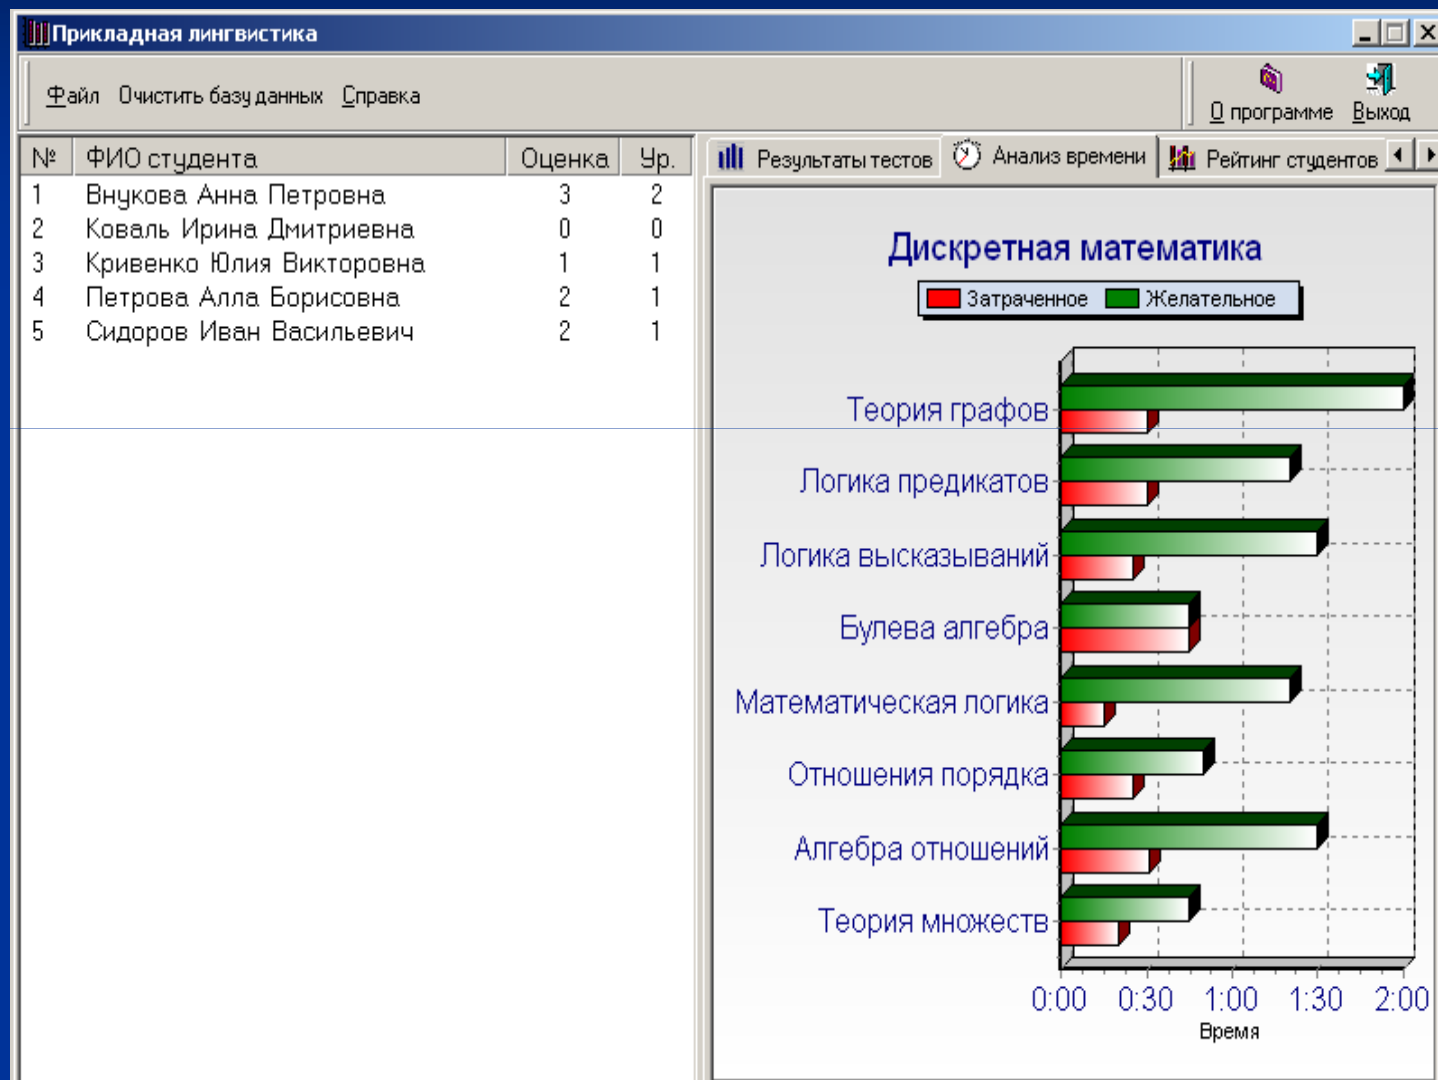 Прикладная лингвистика
Файл Очистить базу данных Справка
О программе Выход
№ ФИО студента Оценка Ур.
1 Внукова Анна Петровна 3 2
2 Коваль Ирина Дмитриевна 0 0
3 Кривенко Юлия Викторовна 1 1
4 Петрова Алла Борисовна 2 1
5 Сидоров Иван Васильевич 2 1
Результаты тестов Анализ времени Рейтинг студентов
Дискретная математика
Затраченное Желательное
Теория графов
Логика предикатов
Логика высказываний
Булева алгебра
Математическая логика
Отношения порядка
Алгебра отношений
Теория множеств
0:00 0:30 1:00 1:30 2:00
Время